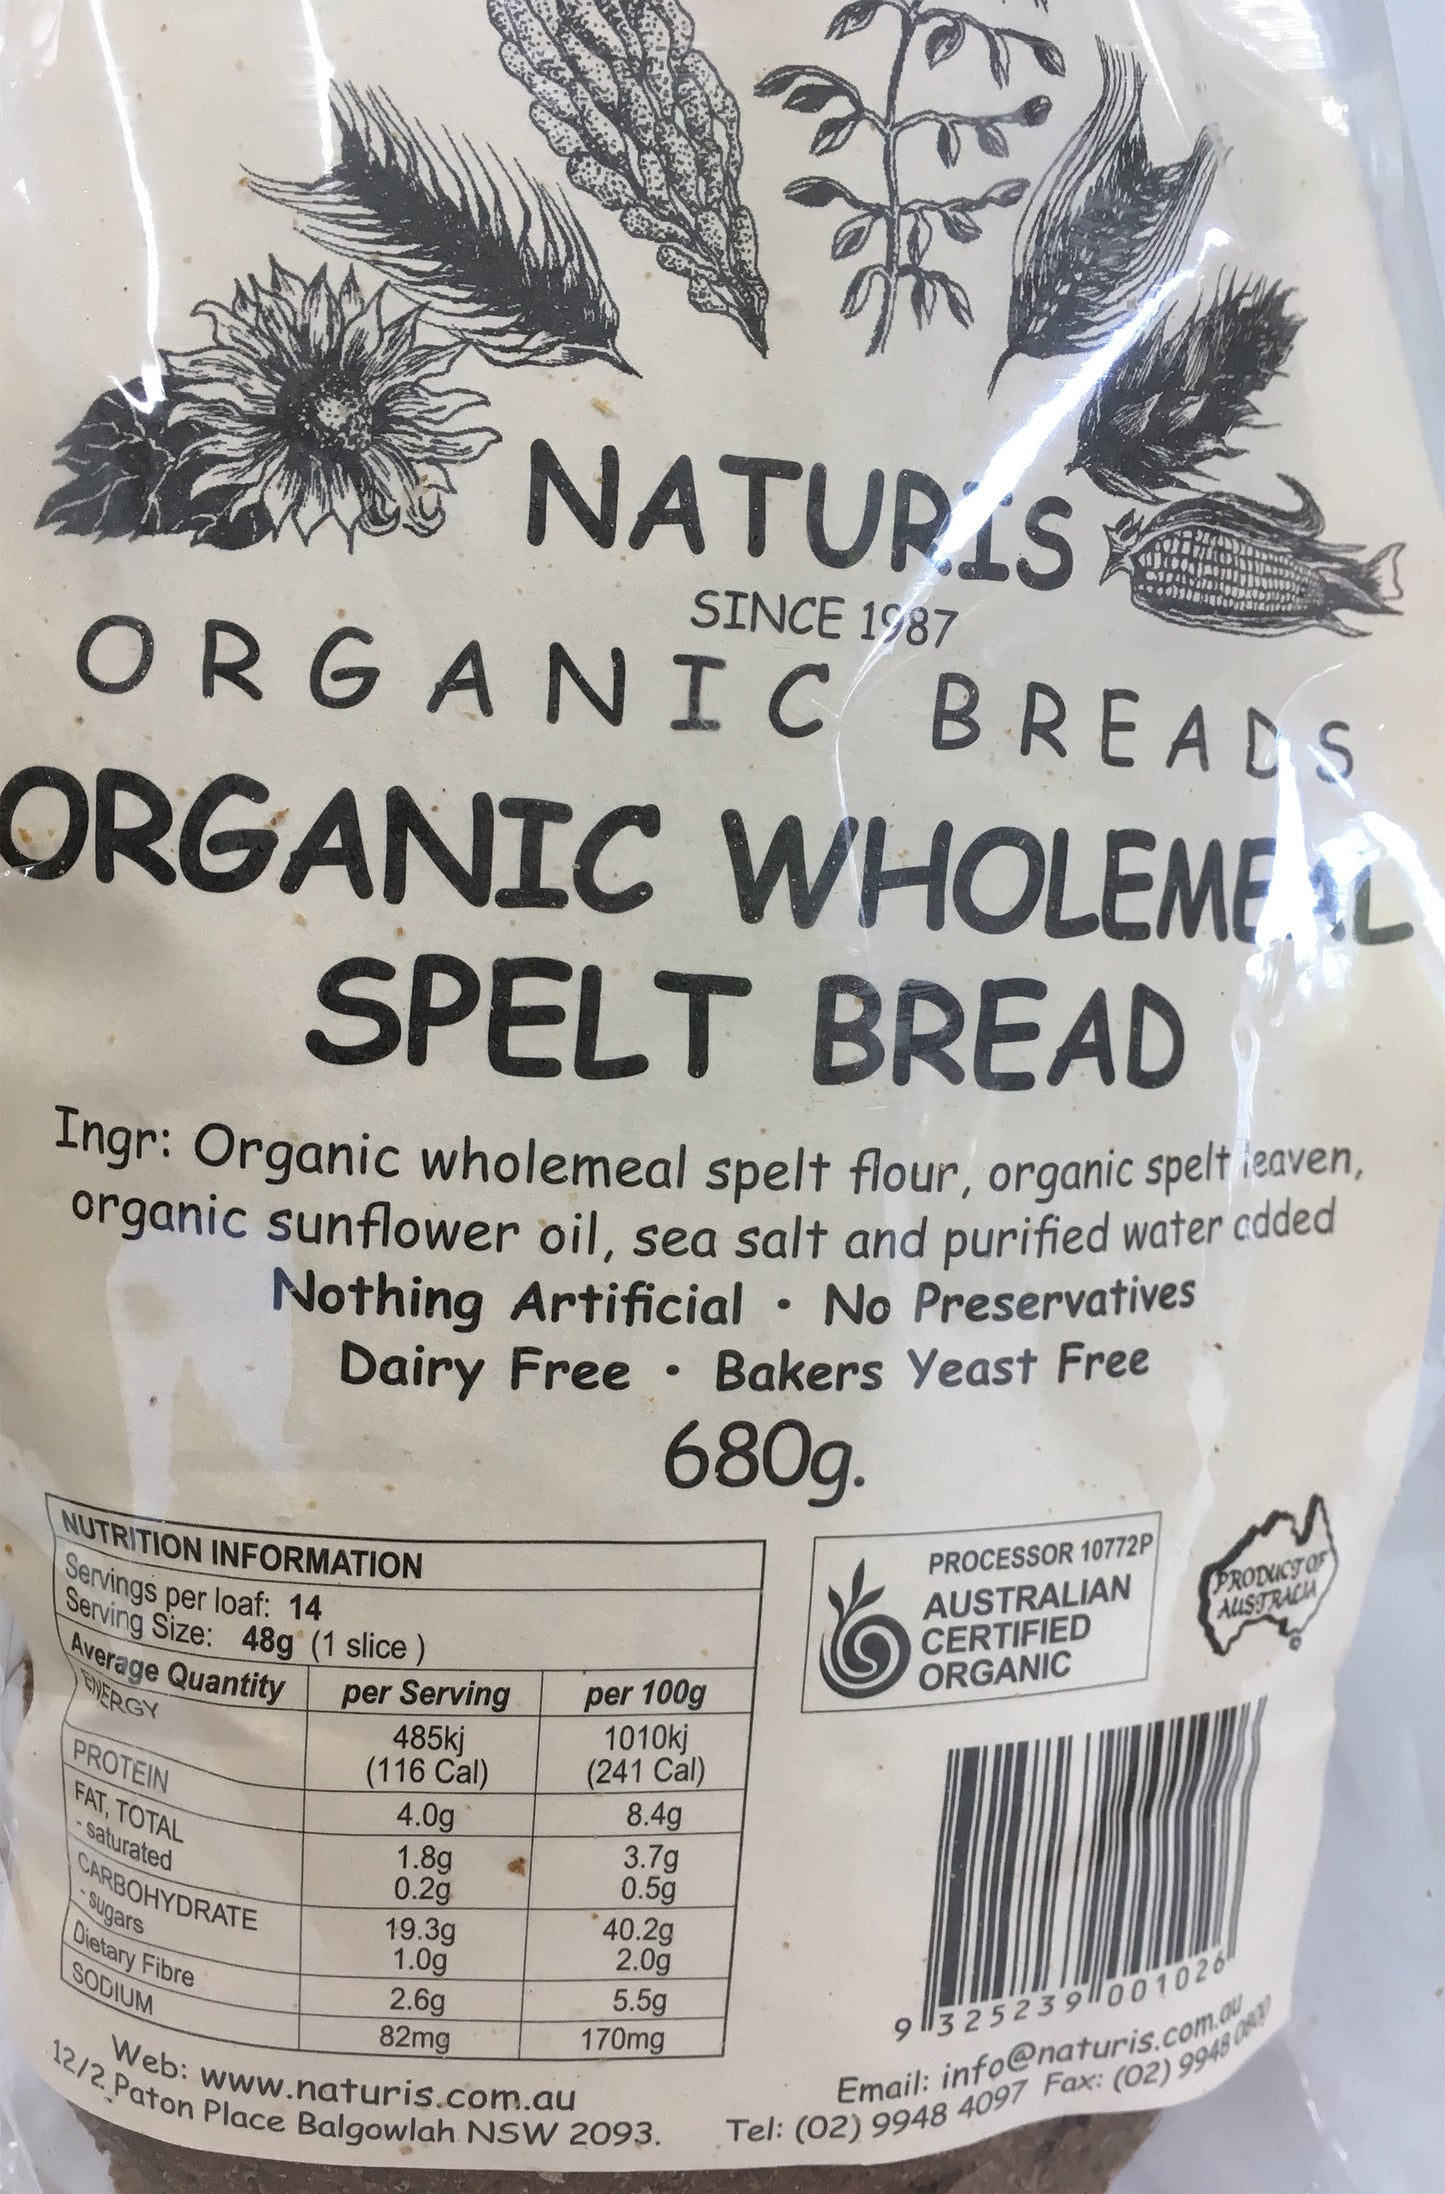 NATURIS
SINCE 1987
ORGANIC BREADS
ORGANIC WHOLEMEAL
SPELT BREAD
Ingr: Organic wholemeal spelt flour, organic spelt leaven,
organic sunflower oil, sea salt and purified water added
Nothing Artificial • No Preservatives
Dairy Free • Bakers Yeast Free
680g.
NUTRITION INFORMATION
Servings per loaf: 14
Serving Size: 48g (1 slice )
Average Quantity per Serving per 100g
ENERGY 485kj 1010kj
(116 Cal) (241 Cal)
PROTEIN 4.0g 8.4g
FAT, TOTAL 1.8g 3.7g
- saturated 0.2g 0.5g
CARBOHYDRATE 19.3g 40.2g
- sugars 1.0g 2.0g
Dietary Fibre 2.6g 5.5g
SODIUM 82mg 170mg
PROCESSOR 10772P
AUSTRALIAN
CERTIFIED
ORGANIC
PRODUCT OF
AUSTRALIA
9 325239 001026
Web: www.naturis.com.au
12/2 Paton Place Balgowlah NSW 2093.
Email: info@naturis.com.au
Tel: (02) 9948 4097 Fax: (02) 9948 0800